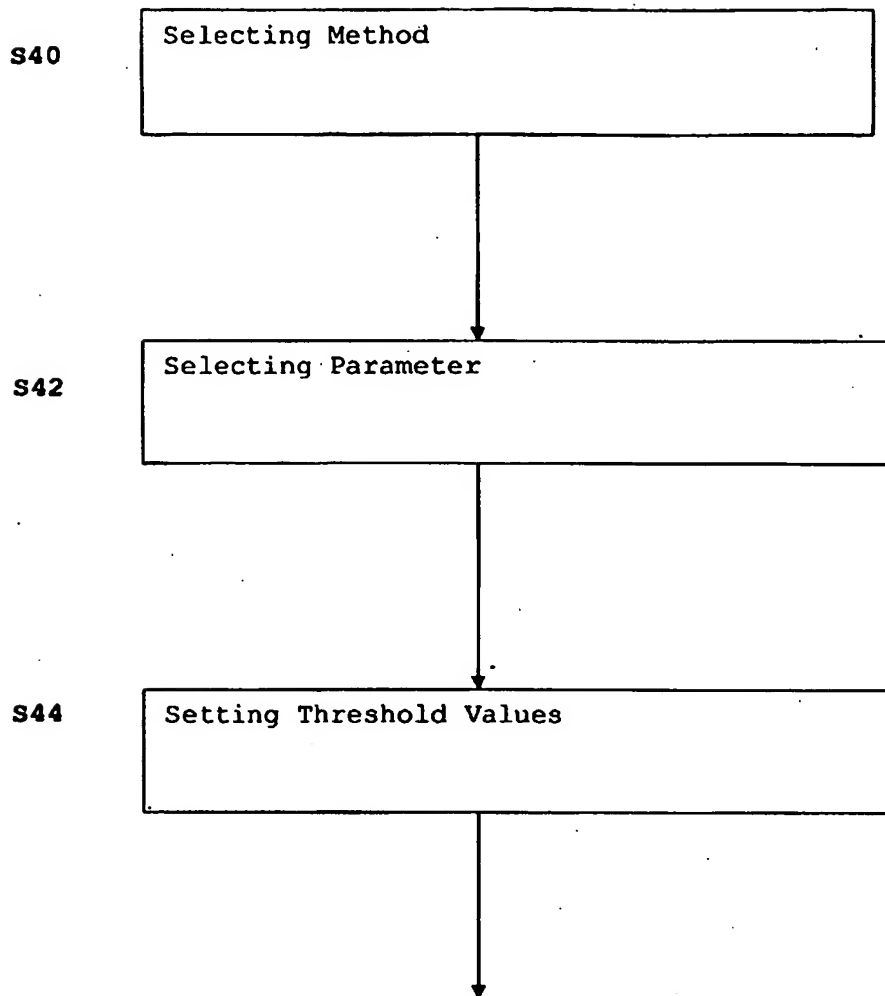 S40 Selecting Method
S42 Selecting Parameter
S44 Setting Threshold Values